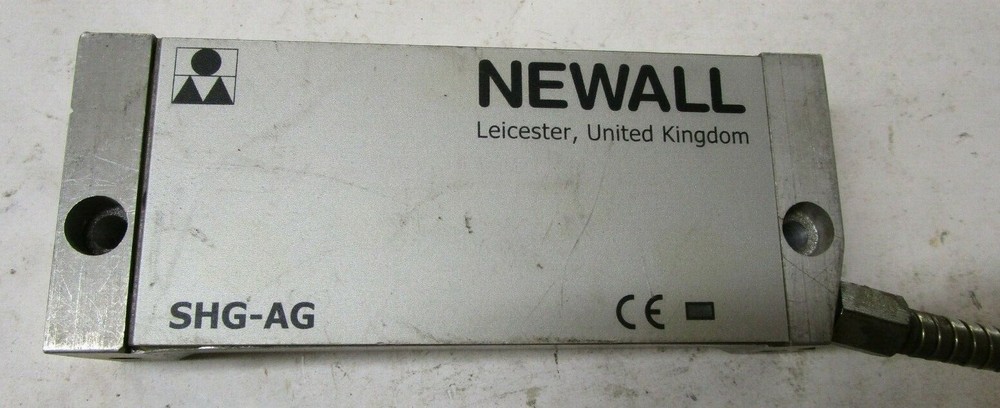 NEWALL
Leicester, United Kingdom
SHG-AG
CE